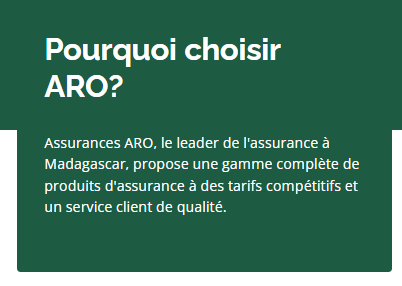 Pourquoi choisir
ARO?
Assurances ARO, le leader de l'assurance à
Madagascar, propose une gamme complète de
produits d'assurance à des tarifs compétitifs et
un service client de qualité.